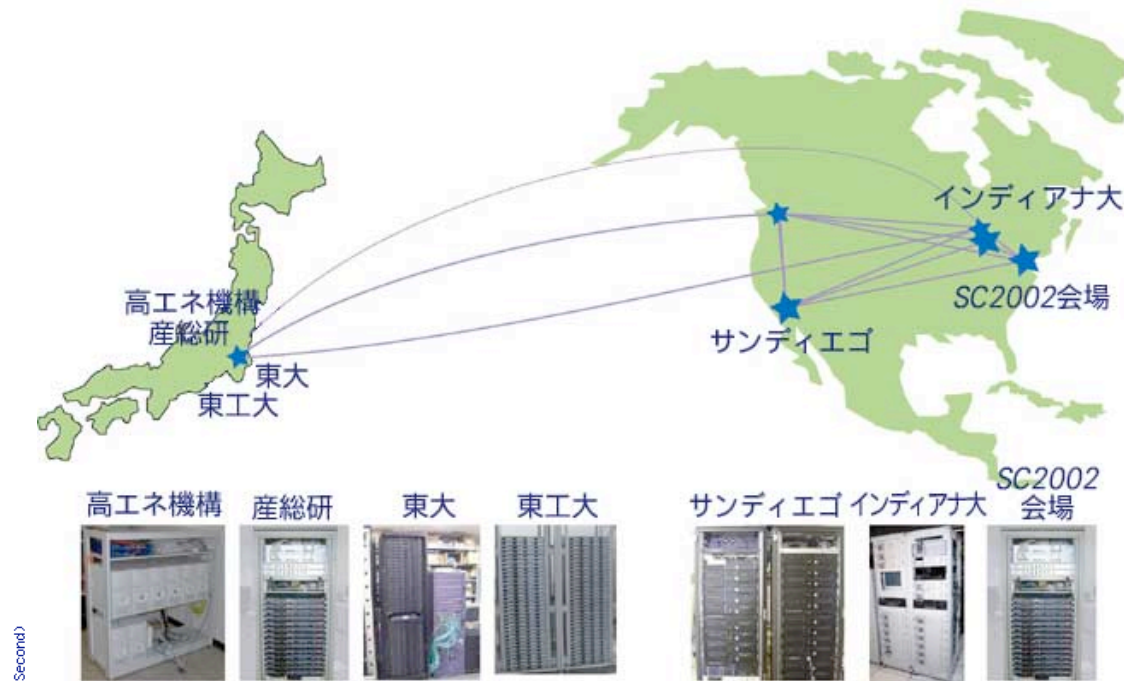 インディアナ大
高エネ機構
産総研
SC2002会場
サンディエゴ
東大
東工大
SC2002
会場
高エネ機構
産総研
東大
東工大
サンディエゴ
インディアナ大
Second)